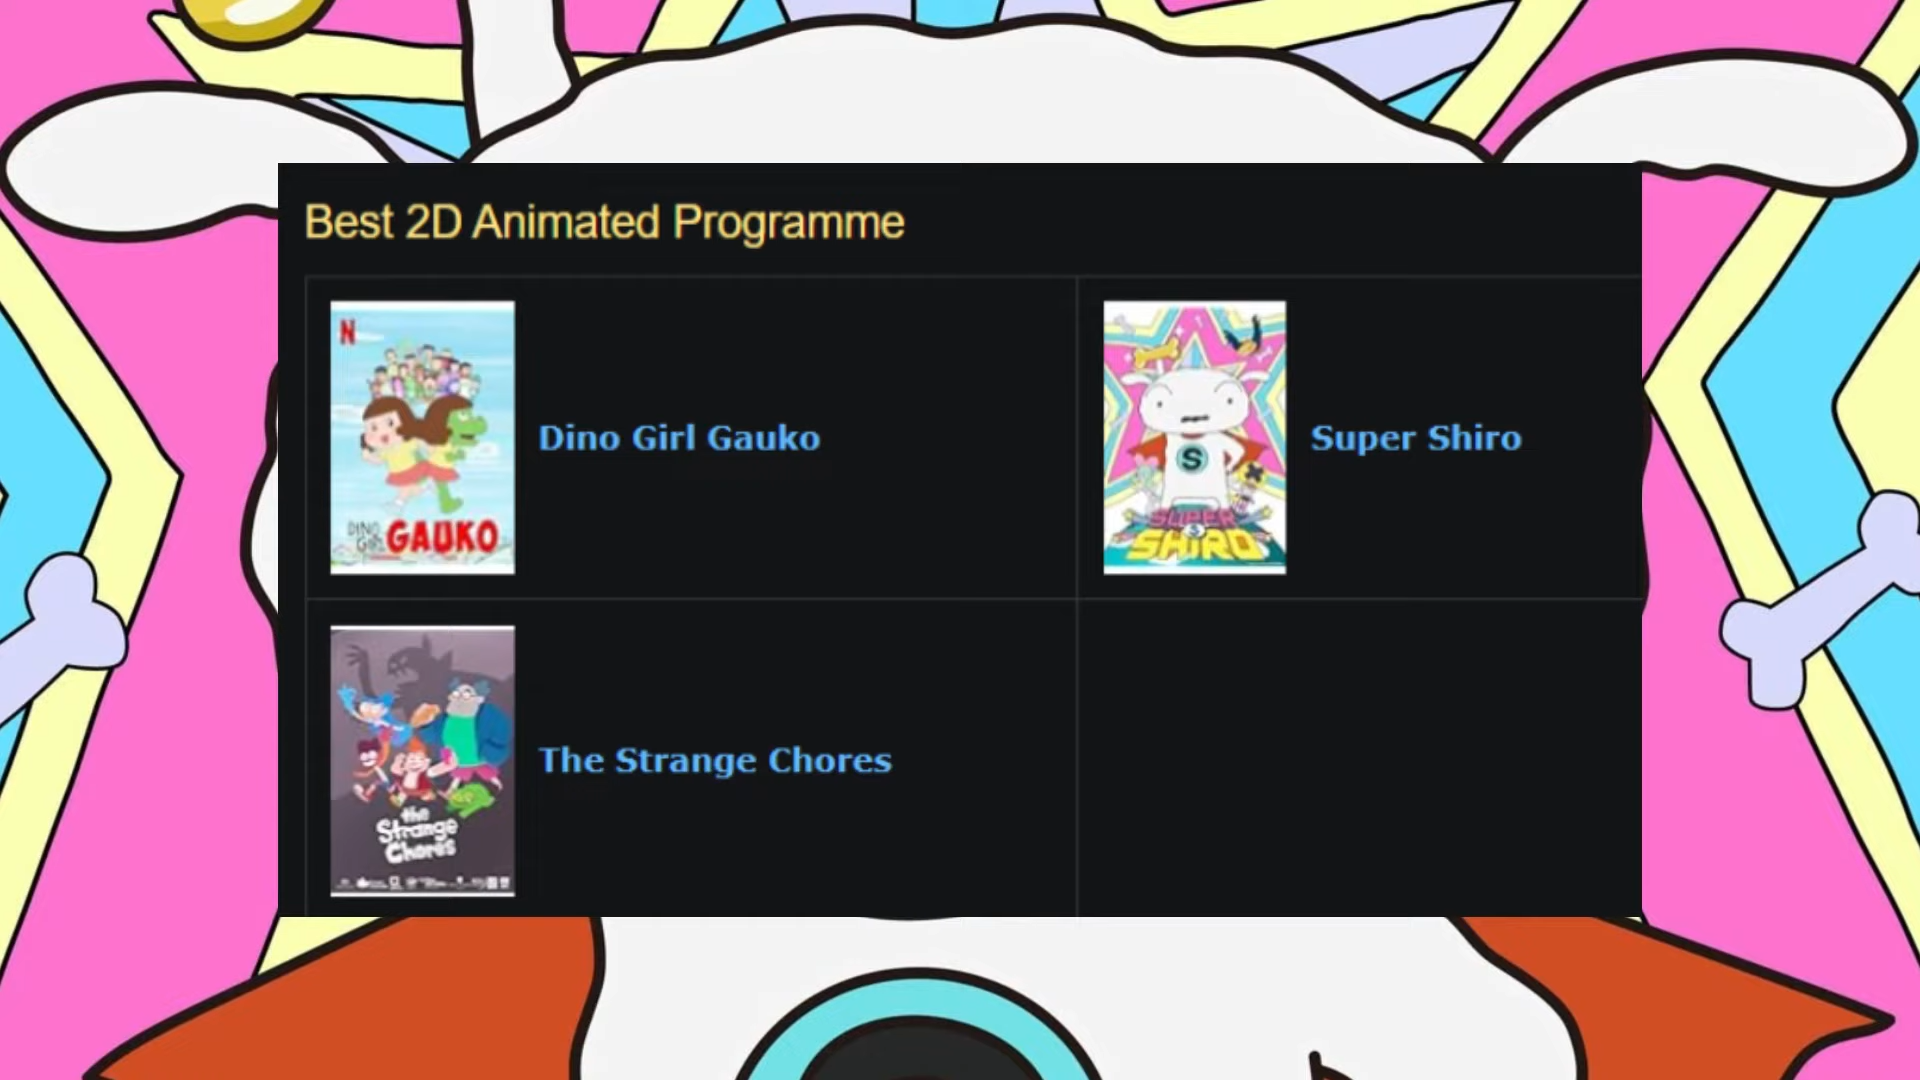 Best 2D Animated Programme
N
DINO
GIRL GAUKO
Dino Girl Gauko
S
SUPER
S
SHIRO
Super Shiro
the
Strange
Chores
The Strange Chores